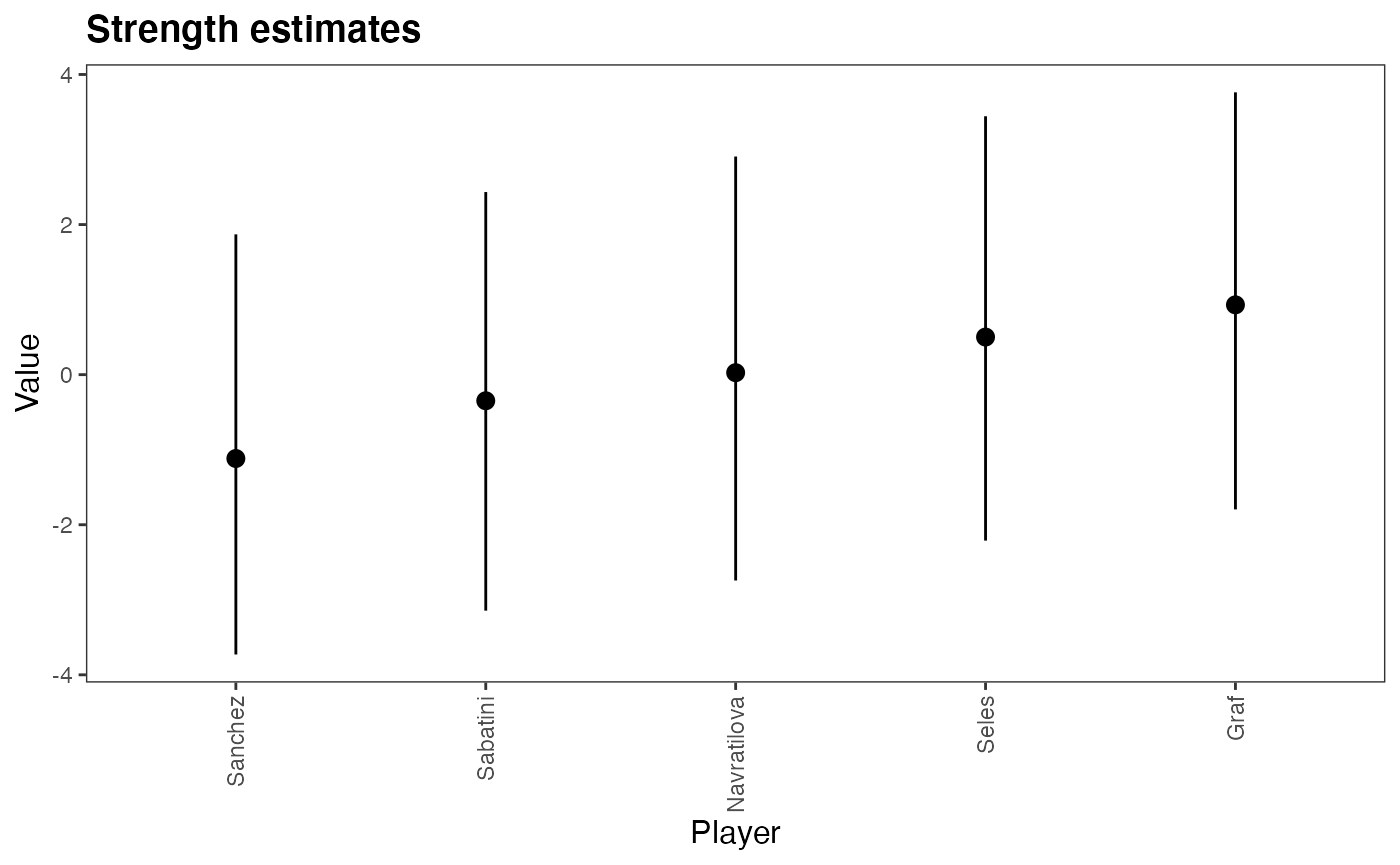 Strength estimates
4
2
0
-2
-4
Value
Sanchez
Sabatini
Navratilova
Seles
Graf
Player